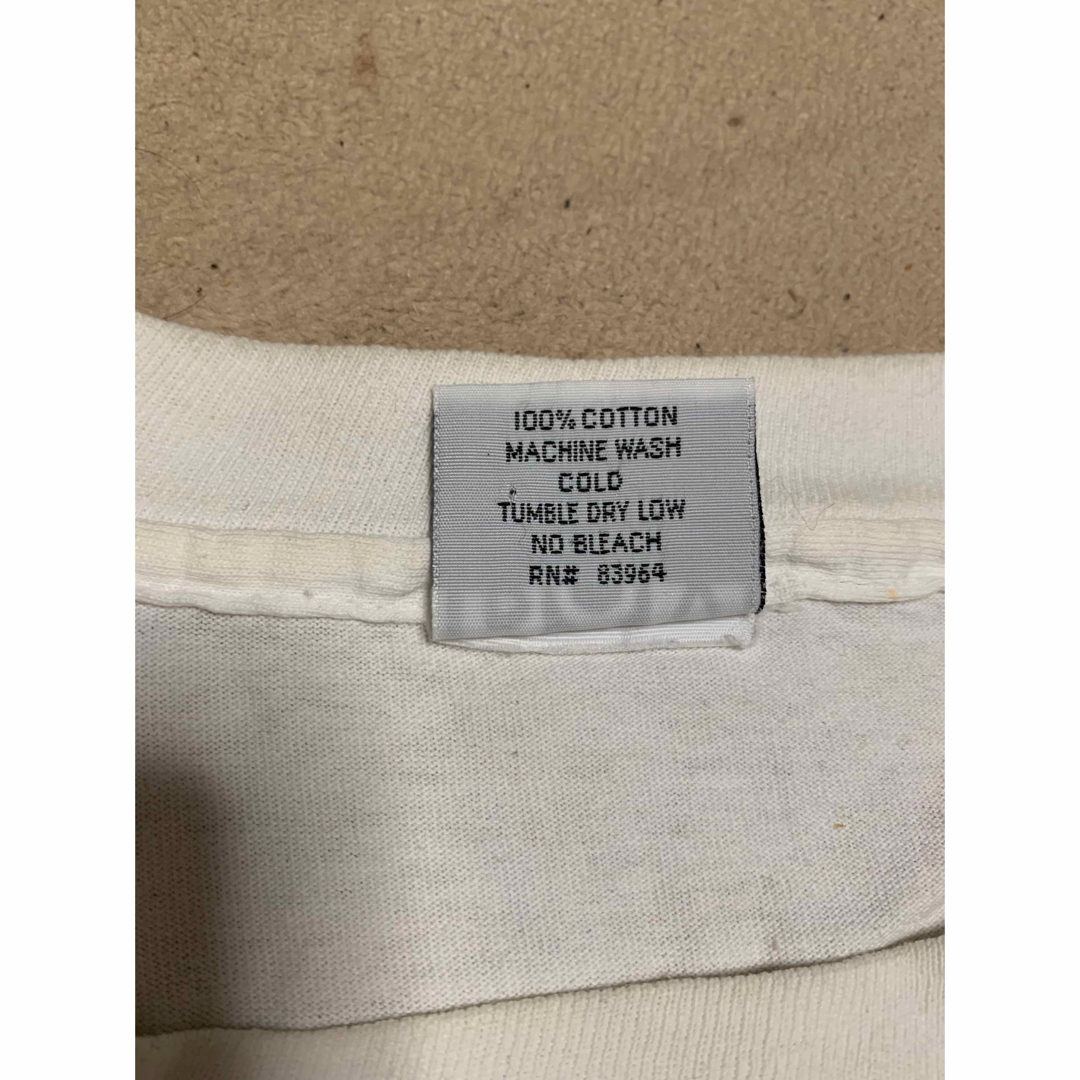 100% COTTON
MACHINE WASH
COLD
TUMBLE DRY LOW
NO BLEACH
RN# 83964